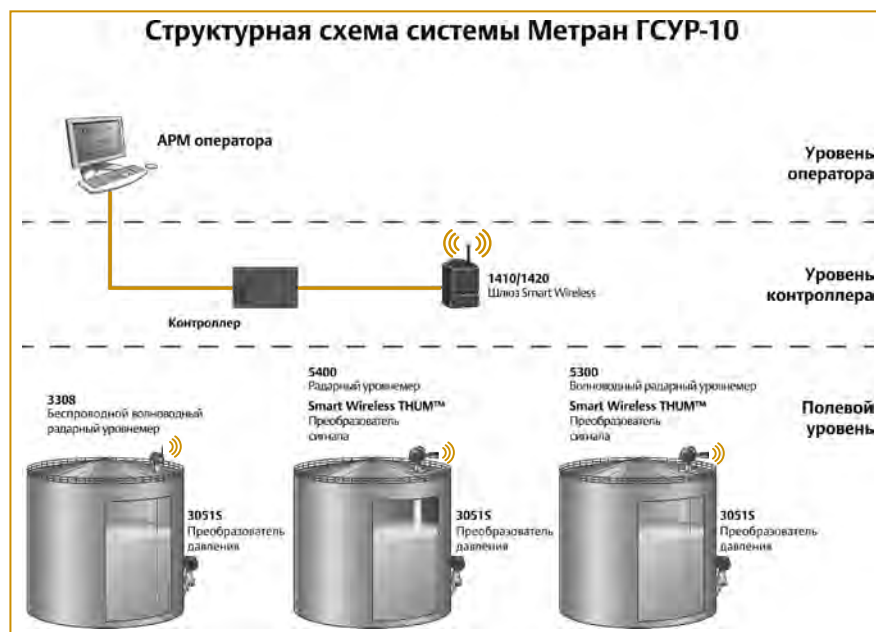 Структурная схема системы Метран ГСУР-10
АРМ оператора
Уровень
оператора
1410/1420
Шлюз Smart Wireless
Контроллер
Уровень
контроллера
3308
Беспроводной волноводный
радарный уровнемер
5400
Радарный уровнемер
Smart Wireless THUM™
Преобразователь
сигнала
5300
Волноводный радарный уровнемер
Smart Wireless THUM™
Преобразователь
сигнала
Полевой
уровень
3051S
Преобразователь
давления
3051S
Преобразователь
давления
3051S
Преобразователь
давления